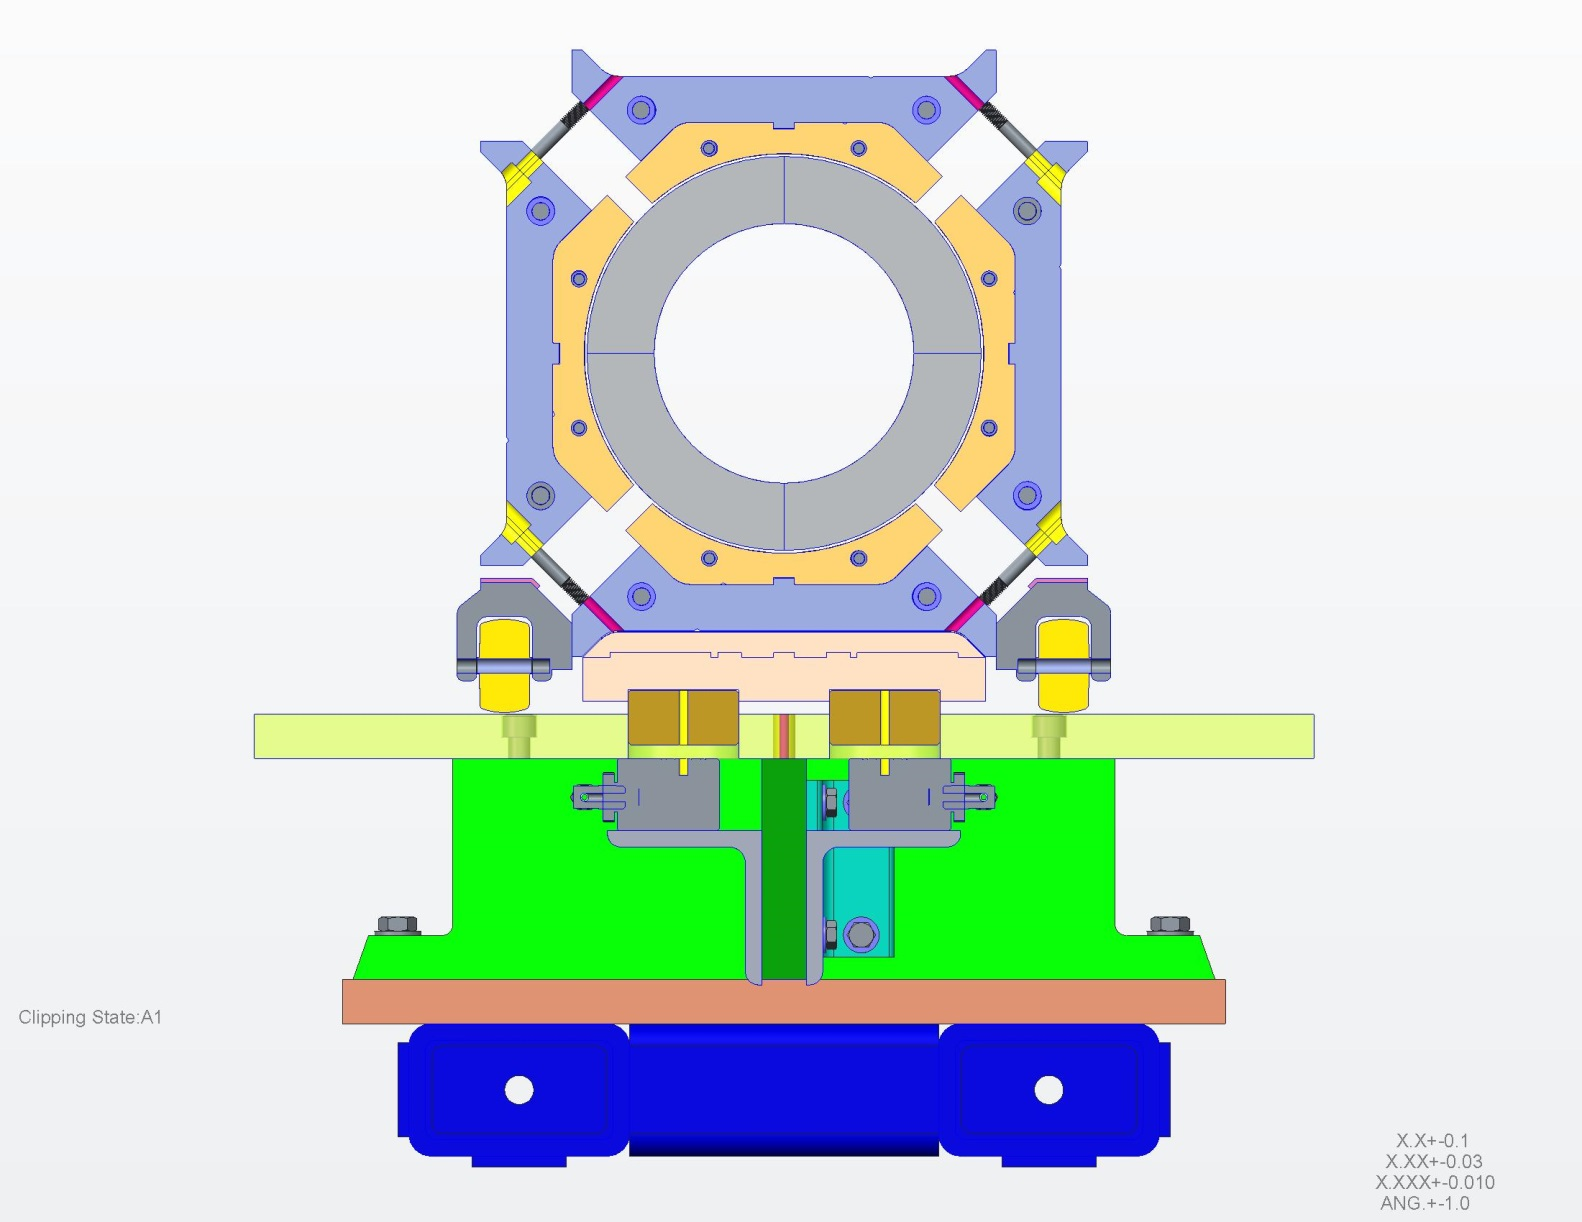 Clipping State:A1
X.X+-0.1
X.XX+-0.03
X.XXX+-0.010
ANG.+-1.0